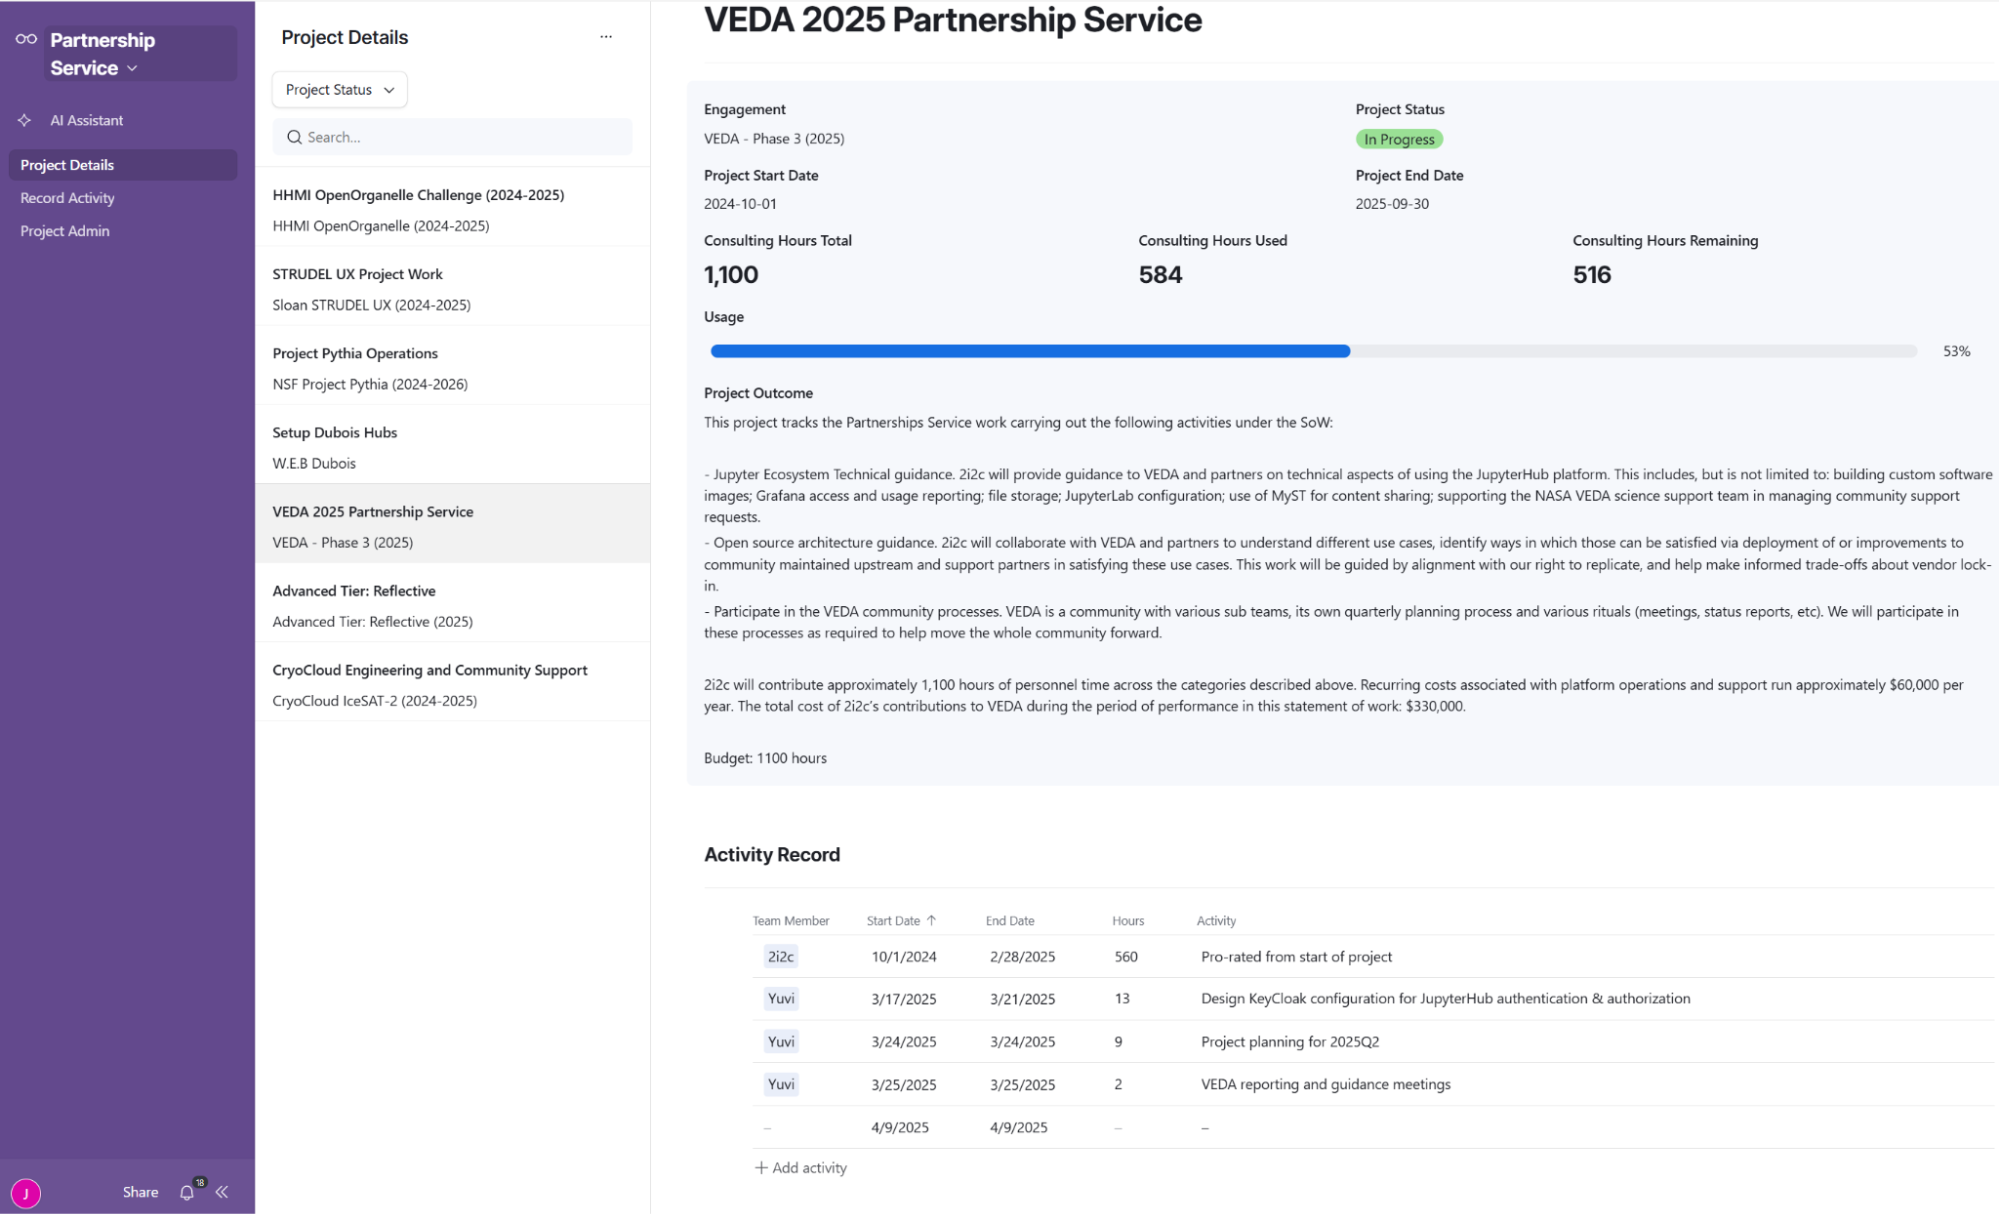 Partnership
Service
AI Assistant
Project Details
Record Activity
Project Admin
J
Share
18
Project Details
...
Project Status
Search...
HHMI OpenOrganelle Challenge (2024-2025)
HHMI OpenOrganelle (2024-2025)
STRUDEL UX Project Work
Sloan STRUDEL UX (2024-2025)
Project Pythia Operations
NSF Project Pythia (2024-2026)
Setup Dubois Hubs
W.E.B Dubois
VEDA 2025 Partnership Service
VEDA - Phase 3 (2025)
Advanced Tier: Reflective
Advanced Tier: Reflective (2025)
CryoCloud Engineering and Community Support
CryoCloud IceSAT-2 (2024-2025)
VEDA 2025 Partnership Service
Engagement
VEDA - Phase 3 (2025)
Project Status
In Progress
Project Start Date
2024-10-01
Project End Date
2025-09-30
Consulting Hours Total
1,100
Consulting Hours Used
584
Consulting Hours Remaining
516
Usage
53%
Project Outcome
This project tracks the Partnerships Service work carrying out the following activities under the SoW:
- Jupyter Ecosystem Technical guidance. 2i2c will provide guidance to VEDA and partners on technical aspects of using the JupyterHub platform. This includes, but is not limited to: building custom software
images; Grafana access and usage reporting; file storage; JupyterLab configuration; use of MyST for content sharing; supporting the NASA VEDA science support team in managing community support
requests.
- Open source architecture guidance. 2i2c will collaborate with VEDA and partners to understand different use cases, identify ways in which those can be satisfied via deployment of or improvements to
community maintained upstream and support partners in satisfying these use cases. This work will be guided by alignment with our right to replicate, and help make informed trade-offs about vendor lock-
in.
- Participate in the VEDA community processes. VEDA is a community with various sub teams, its own quarterly planning process and various rituals (meetings, status reports, etc). We will participate in
these processes as required to help move the whole community forward.
2i2c will contribute approximately 1,100 hours of personnel time across the categories described above. Recurring costs associated with platform operations and support run approximately $60,000 per
year. The total cost of 2i2c's contributions to VEDA during the period of performance in this statement of work: $330,000.
Budget: 1100 hours
Activity Record
Team Member Start Date ↑ End Date Hours Activity
2i2c 10/1/2024 2/28/2025 560 Pro-rated from start of project
Yuvi 3/17/2025 3/21/2025 13 Design KeyCloak configuration for JupyterHub authentication & authorization
Yuvi 3/24/2025 3/24/2025 9 Project planning for 2025Q2
Yuvi 3/25/2025 3/25/2025 2 VEDA reporting and guidance meetings
– 4/9/2025 4/9/2025 – –
+ Add activity